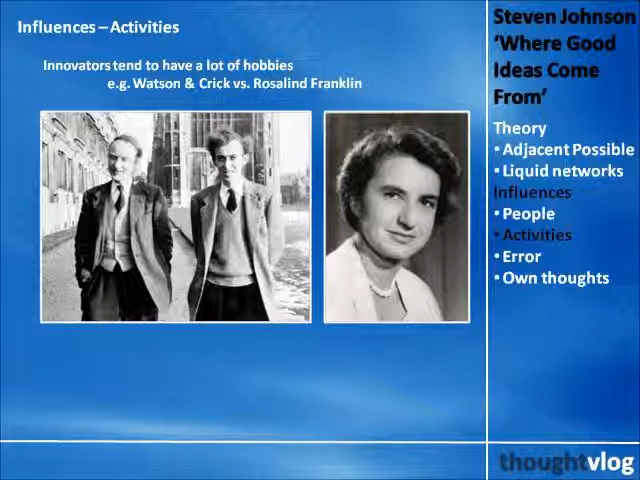 Influences – Activities
Innovators tend to have a lot of hobbies
e.g. Watson & Crick vs. Rosalind Franklin
Steven Johnson
‘Where Good
Ideas Come
From’
Theory
• Adjacent Possible
• Liquid networks
Influences
• People
• Activities
• Error
• Own thoughts
thoughtvlog